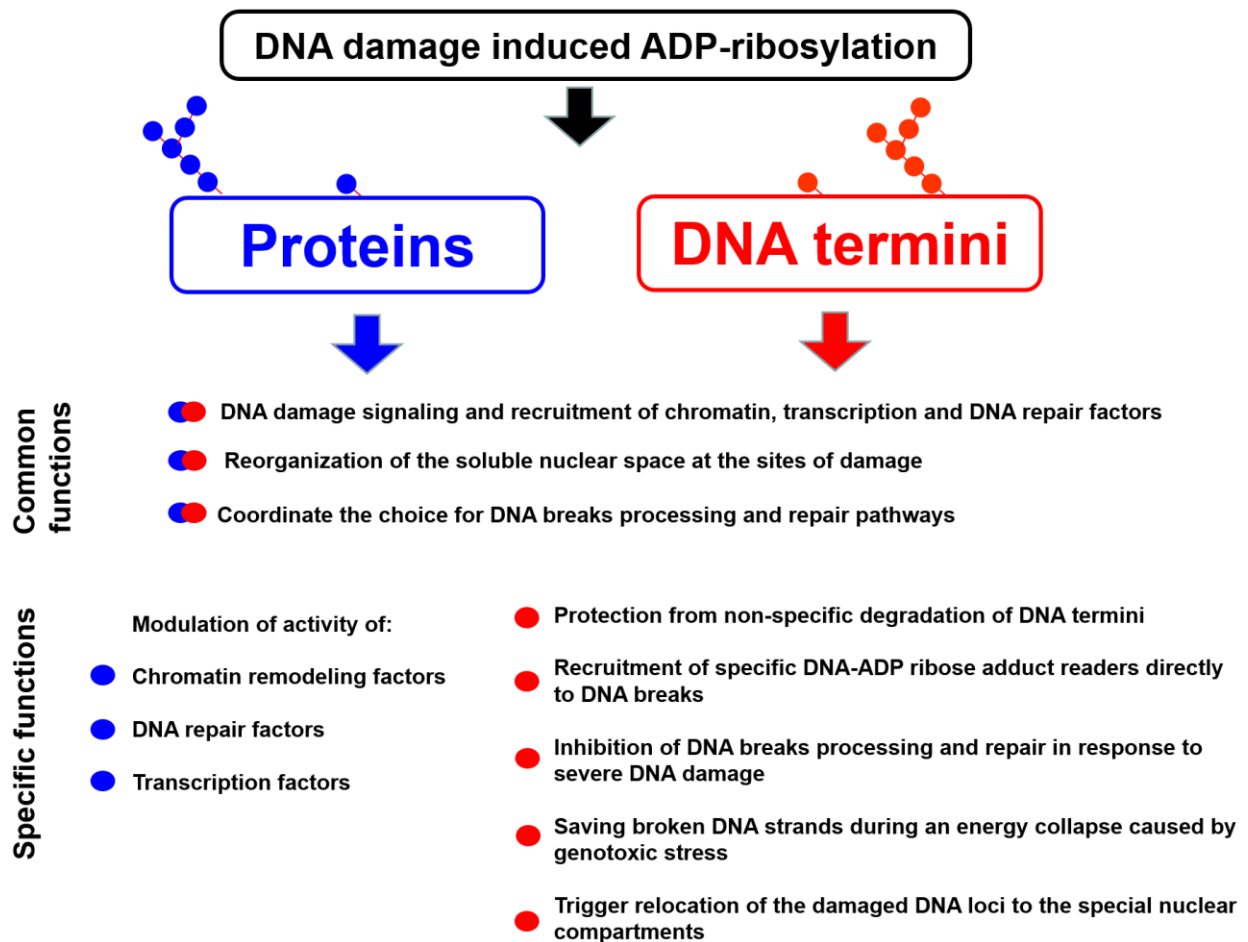 DNA damage induced ADP-ribosylation
Proteins
DNA termini
Common
functions
DNA damage signaling and recruitment of chromatin, transcription and DNA repair factors
Reorganization of the soluble nuclear space at the sites of damage
Coordinate the choice for DNA breaks processing and repair pathways
Specific functions
Modulation of activity of:
Chromatin remodeling factors
DNA repair factors
Transcription factors
Protection from non-specific degradation of DNA termini
Recruitment of specific DNA-ADP ribose adduct readers directly
to DNA breaks
Inhibition of DNA breaks processing and repair in response to
severe DNA damage
Saving broken DNA strands during an energy collapse caused by
genotoxic stress
Trigger relocation of the damaged DNA loci to the special nuclear
compartments